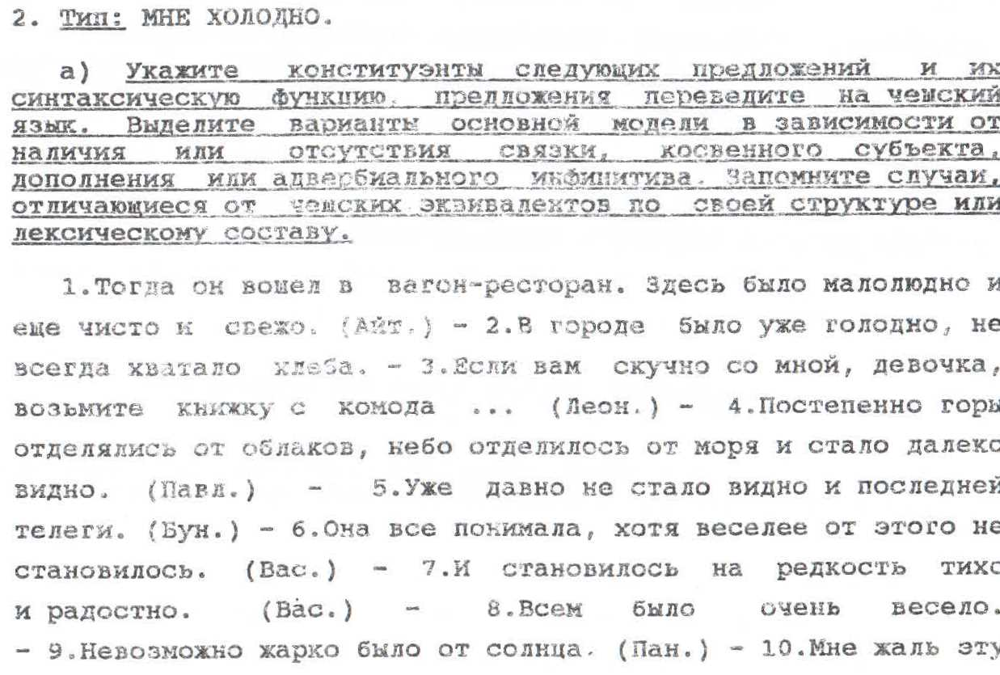 2. Тип: МНЕ ХОЛОДНО.
а) Укажите конституэнты следующих предложений и их
синтаксическую функцию, предложения переведите на чешский
язык. Выделите варианты основной модели в зависимости от
наличия или отсутствия связки, косвенного субъекта,
дополнения или адвербиального инфинитива. Запомните случаи,
отличающиеся от чешских эквивалентов по своей структуре или
лексическому составу.
1.Тогда он вошел в вагон-ресторан. Здесь было малолюдно и
еще чисто и свежо. (Айт.) - 2.В городе было уже голодно, не
всегда хватало хлеба. - 3.Если вам скучно со мной, девочка,
возьмите книжку с комода ... (Леон.) - 4.Постепенно горы
отделялись от облаков, небо отделилось от моря и стало далеко
видно. (Павл.) - 5.Уже давно не стало видно и последней
телеги. (Бун.) - 6.Она все понимала, хотя веселее от этого не
становилось. (Вас.) - 7.И становилось на редкость тихо
и радостно. (Вас.) - 8.Всем было очень весело.
- 9.Невозможно жарко было от солнца. (Пан.) - 10.Мне жаль эту